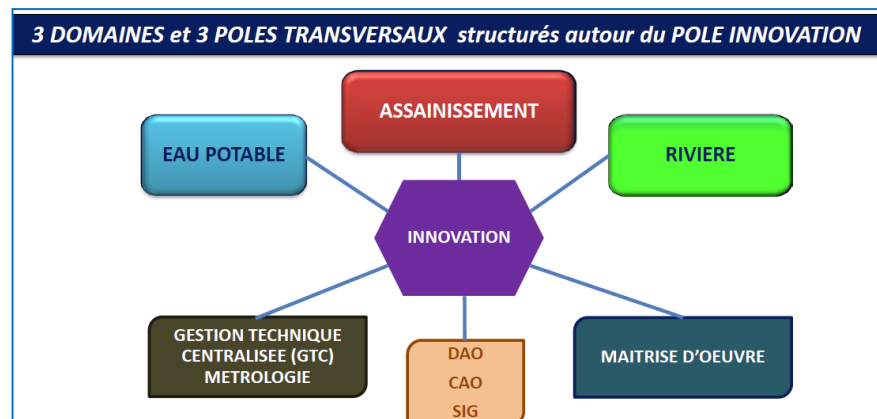 3 DOMAINES et 3 POLES TRANSVERSAUX structurés autour du POLE INNOVATION
ASSAINISSEMENT
EAU POTABLE
RIVIERE
INNOVATION
GESTION TECHNIQUE
CENTRALISEE (GTC)
METROLOGIE
DAO
CAO
SIG
MAITRISE D'OEUVRE